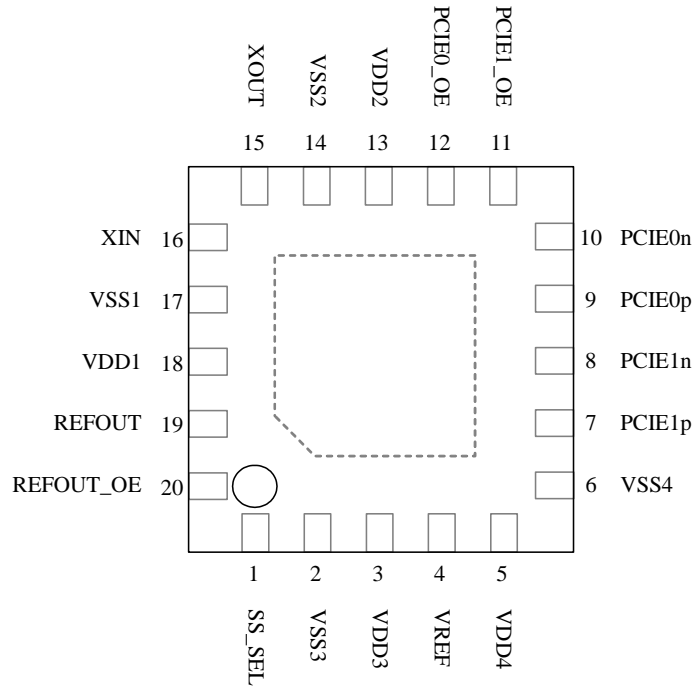 XOUT
VSS2
VDD2
PCIE0_OE
PCIE1_OE
15
14
13
12
11
XIN 16
VSS1 17
VDD1 18
REFOUT 19
REFOUT_OE 20
10 PCIE0n
9 PCIE0p
8 PCIE1n
7 PCIE1p
6 VSS4
1
2
3
4
5
SS_SEL
VSS3
VDD3
VREF
VDD4